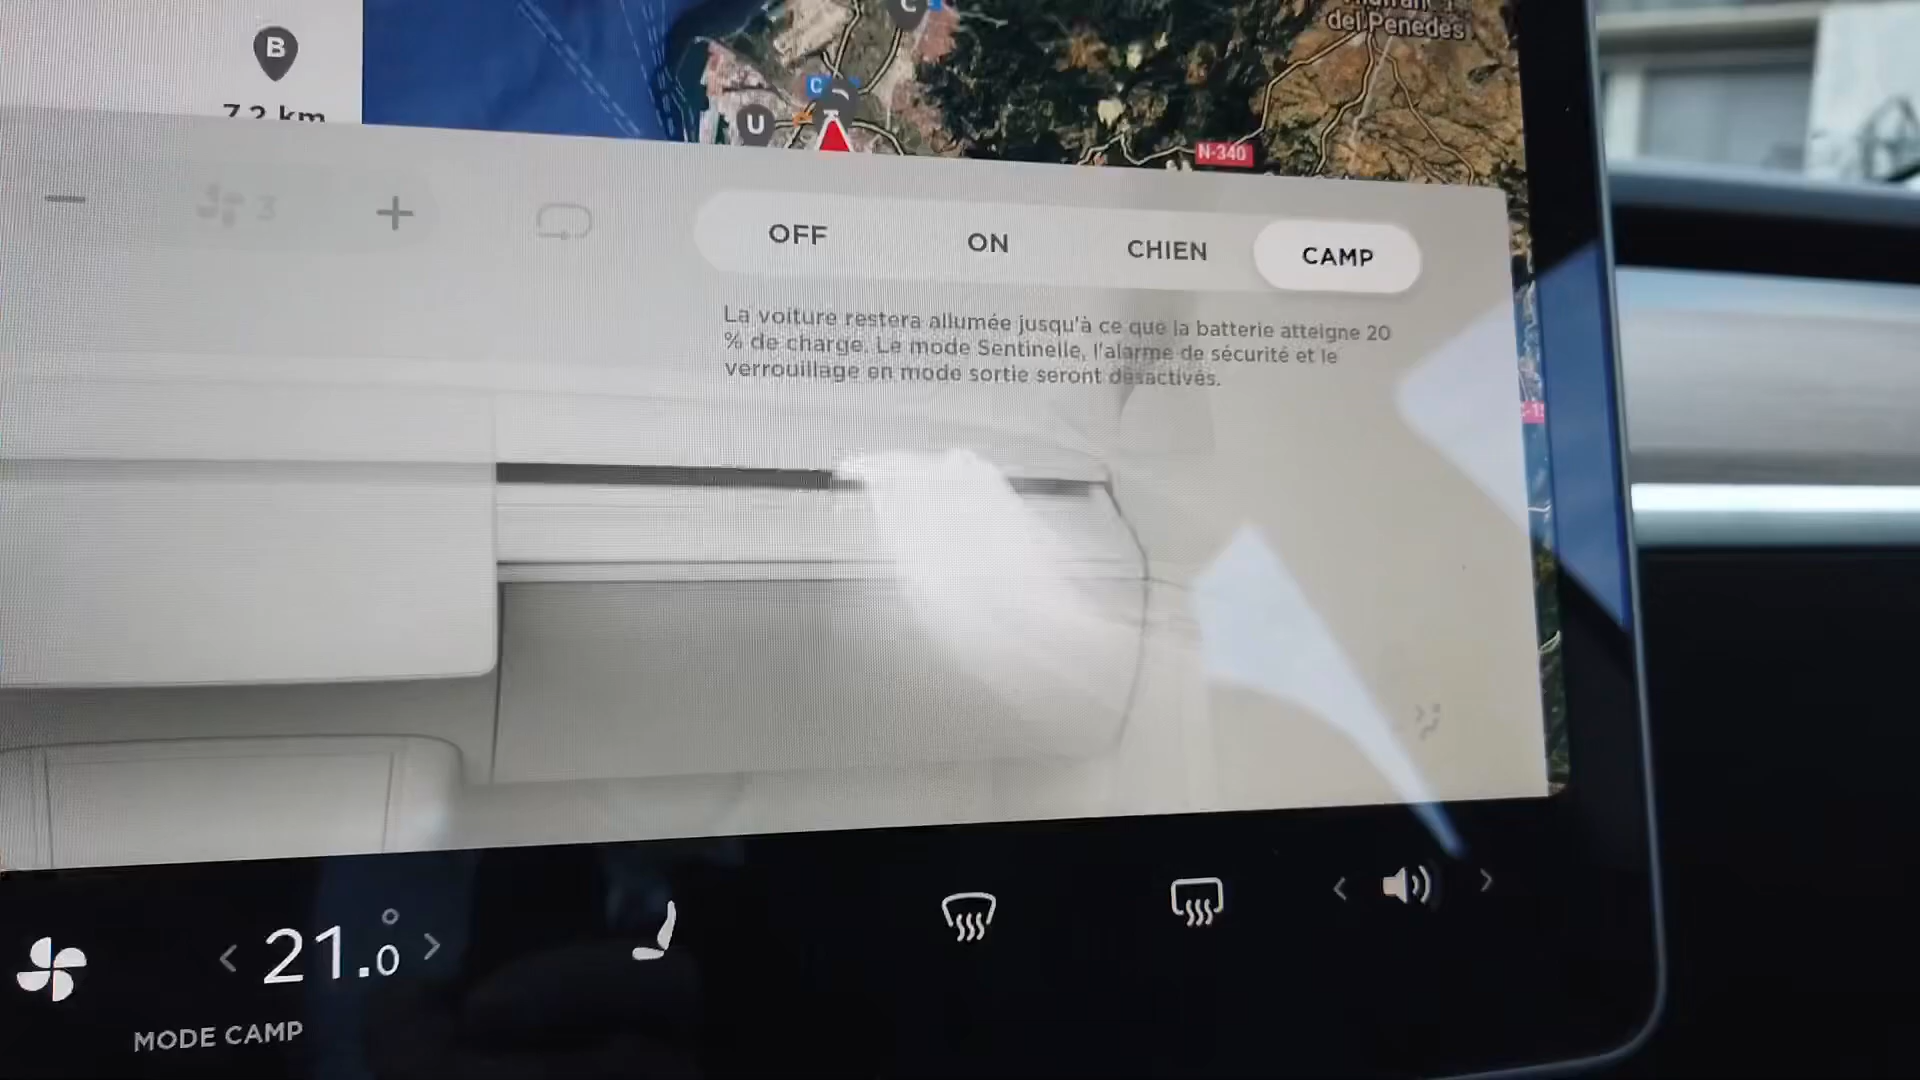 del Penedès
B
C
7.2 km
C
U
N-340
3
OFF
ON
CHIEN
CAMP
La voiture restera allumée jusqu'à ce que la batterie atteigne 20
% de charge. Le mode Sentinelle, l'alarme de sécurité et le
verrouillage en mode sortie seront désactivés.
21.0°
MODE CAMP